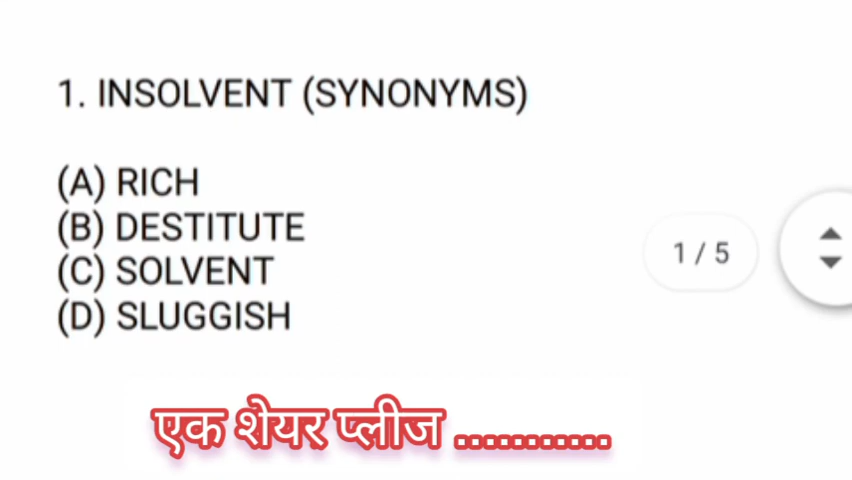 1. INSOLVENT (SYNONYMS)
(A) RICH
(B) DESTITUTE
(C) SOLVENT
(D) SLUGGISH
1 / 5
एक शेयर प्लीज ...........